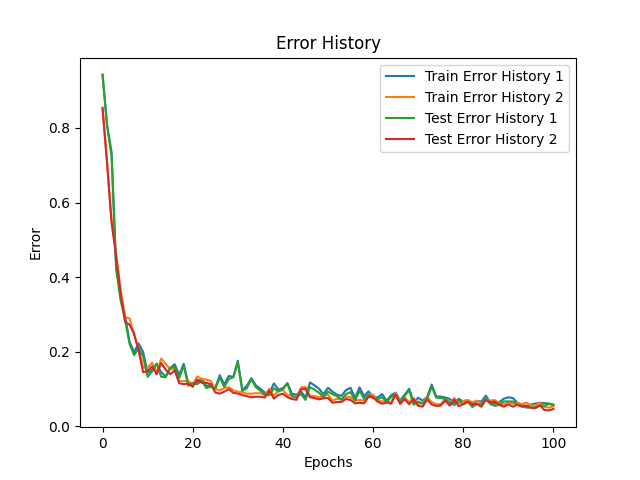 Error History
Train Error History 1
Train Error History 2
Test Error History 1
Test Error History 2
0.8
0.6
0.4
0.2
0.0
Error
0 20 40 60 80 100
Epochs